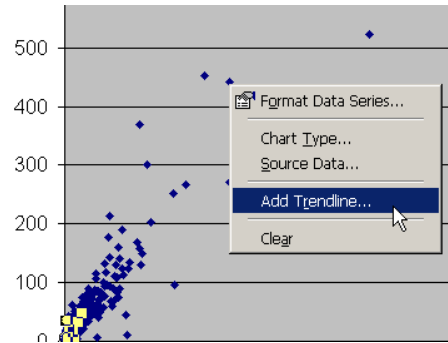 500
400
300
200
100
0
Format Data Series...
Chart Type...
Source Data...
Add Trendline...
Clear